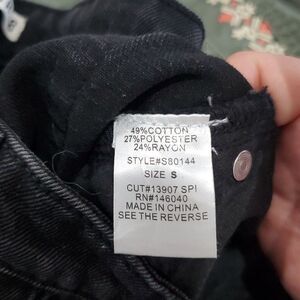 49%COTTON
27%POLYESTER
24%RAYON
STYLE#S80144
SIZE S
CUT#13907 SPI
RN#146040
MADE IN CHINA
SEE THE REVERSE